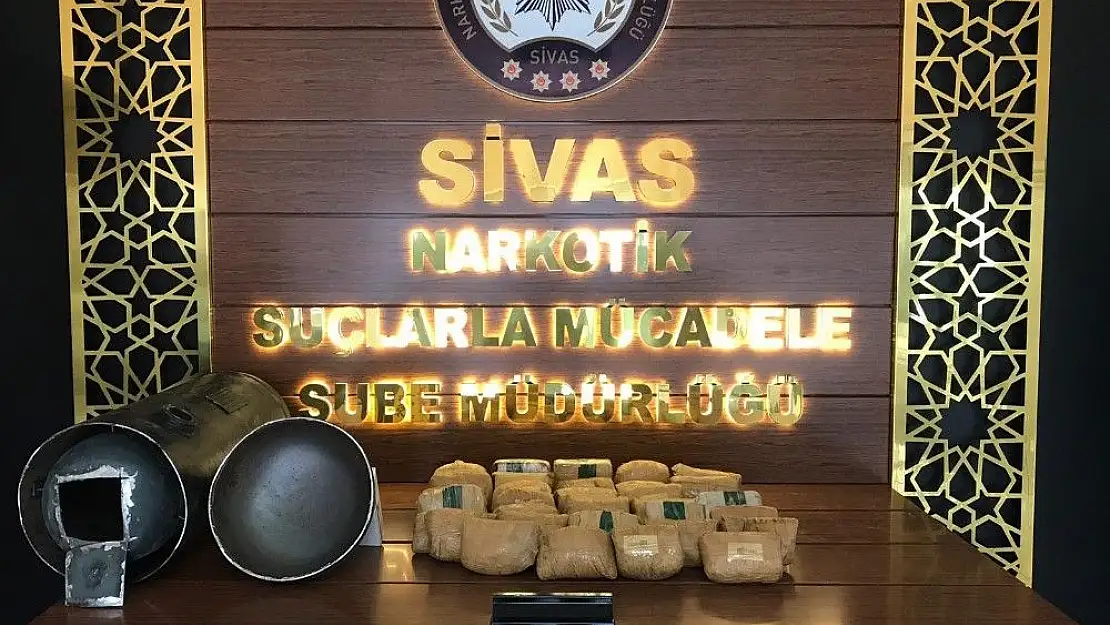 SİVAS
SİVAS
NARKOTİK
SUÇLARLA MÜCADELE
ŞUBE MÜDÜRLÜĞÜ